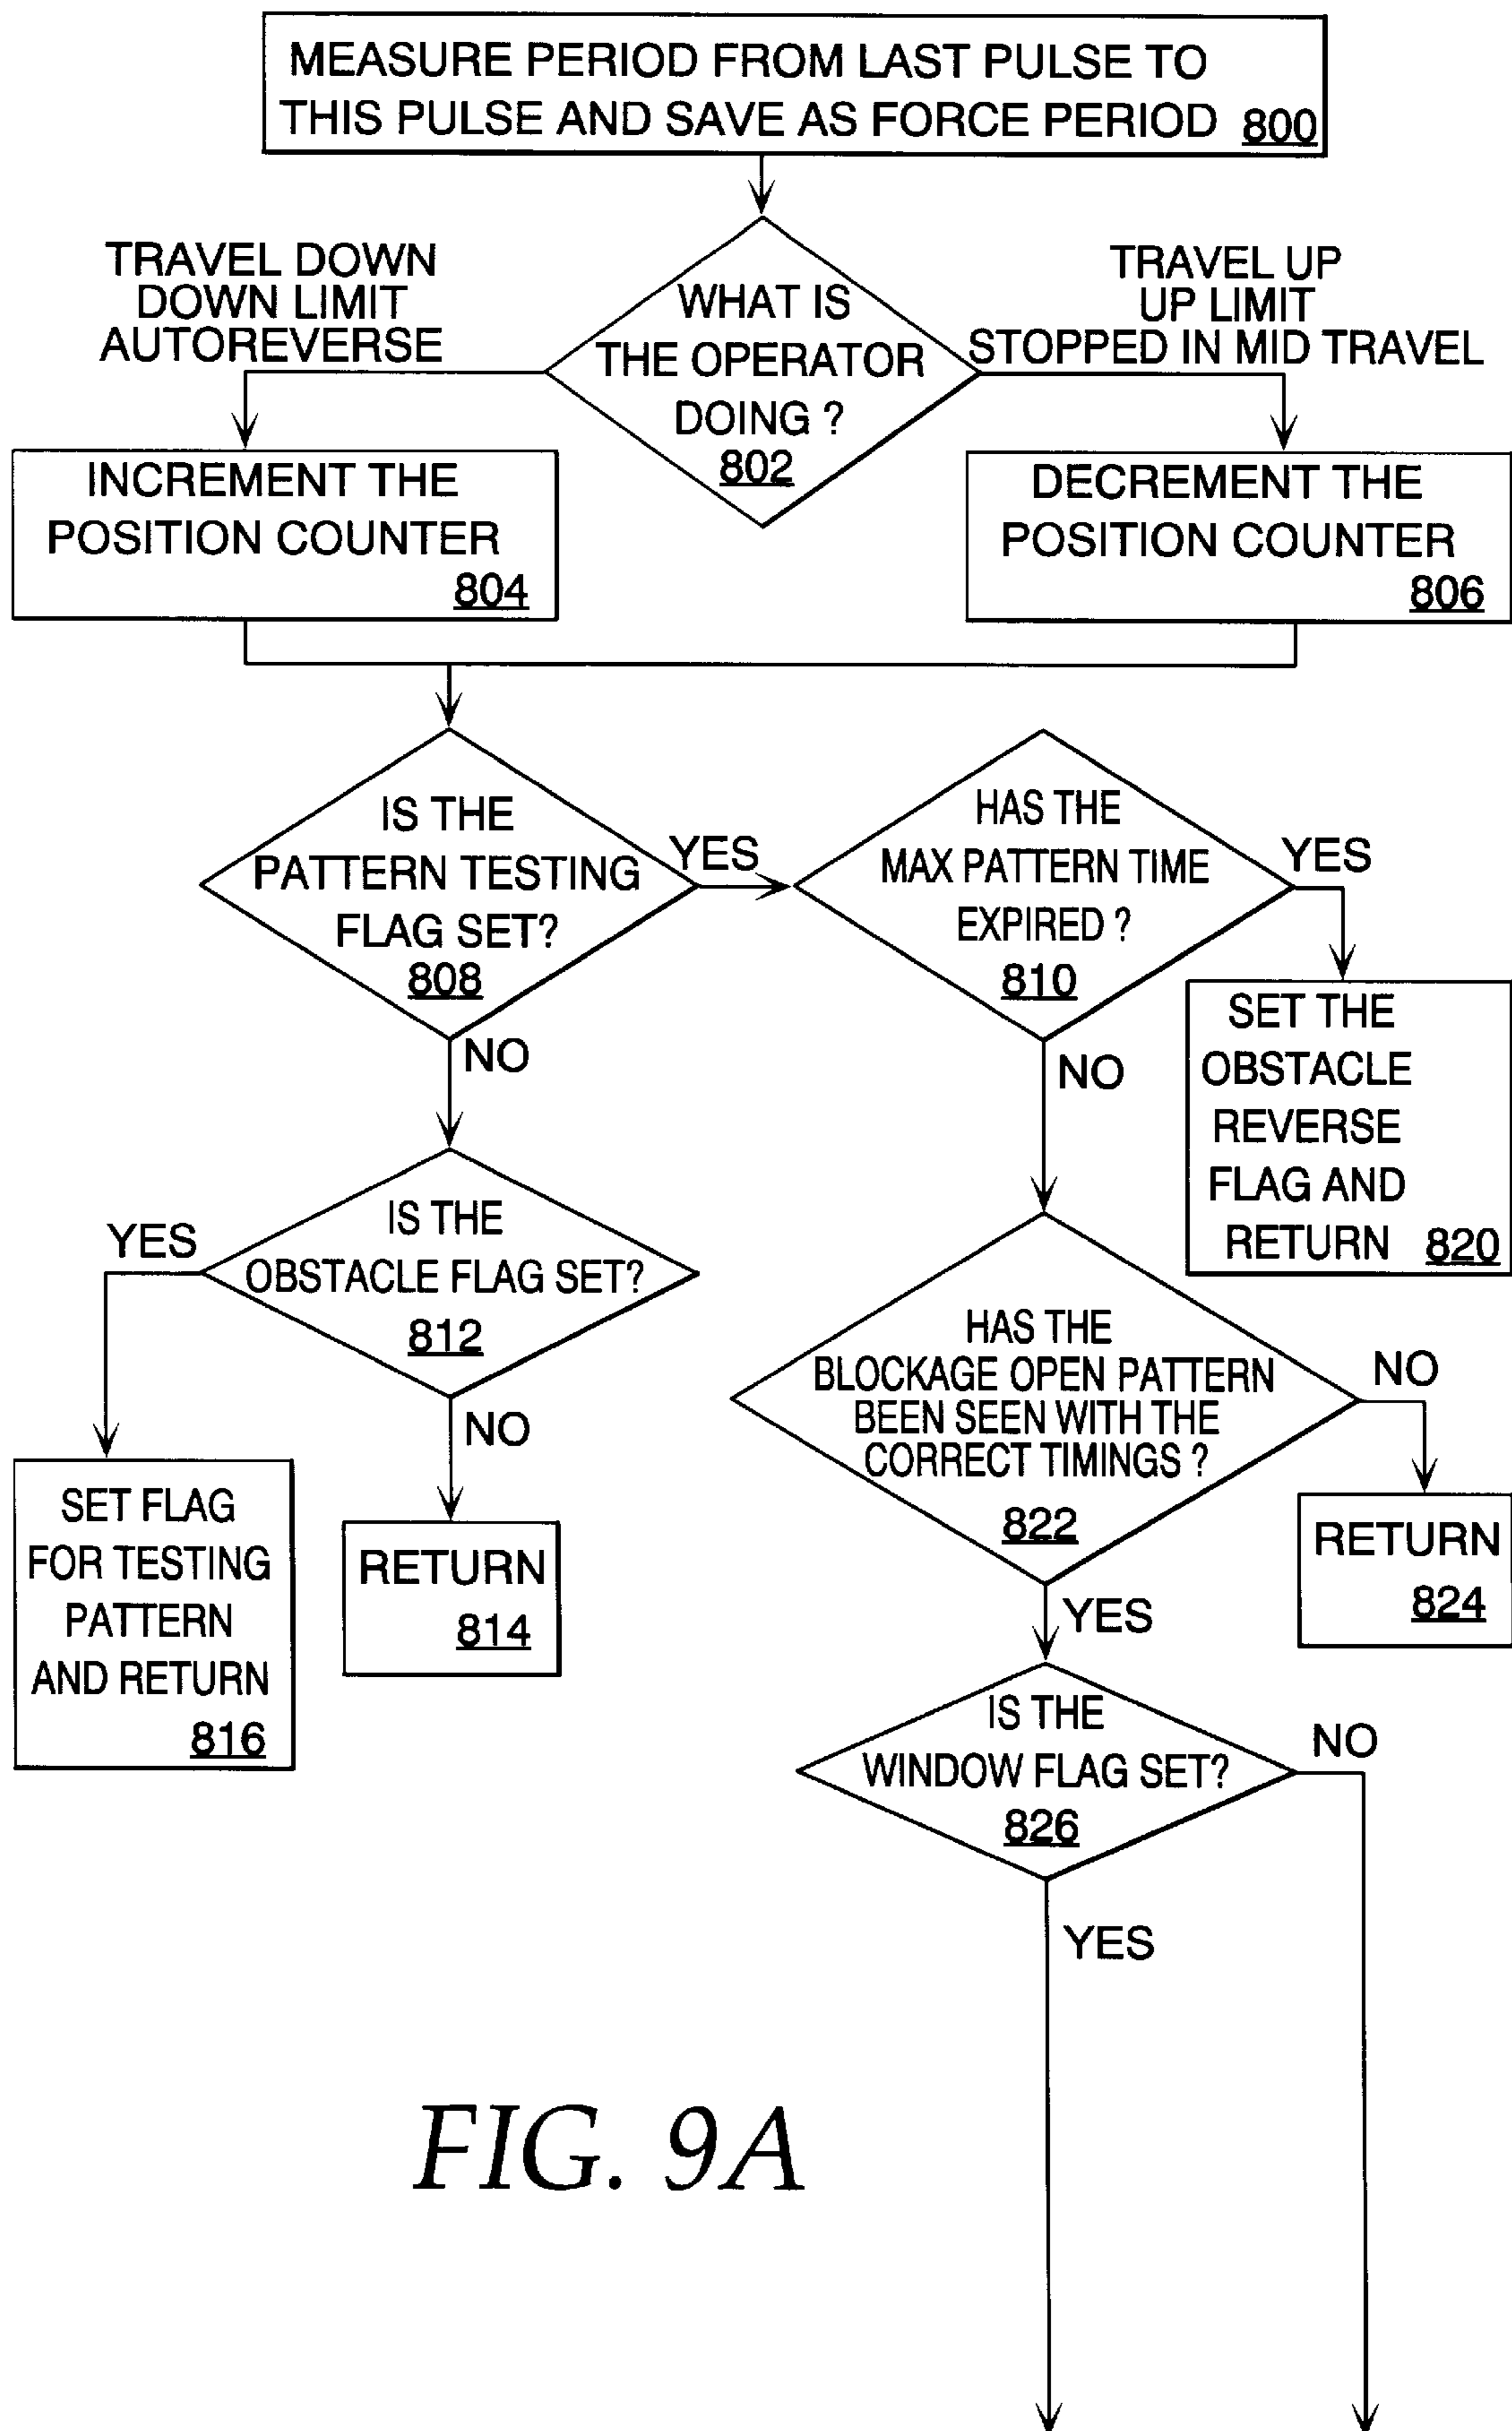 MEASURE PERIOD FROM LAST PULSE TO
THIS PULSE AND SAVE AS FORCE PERIOD 800
TRAVEL DOWN
DOWN LIMIT
AUTOREVERSE
WHAT IS
THE OPERATOR
DOING ?
802
TRAVEL UP
UP LIMIT
STOPPED IN MID TRAVEL
INCREMENT THE
POSITION COUNTER
804
DECREMENT THE
POSITION COUNTER
806
IS THE
PATTERN TESTING
FLAG SET?
808
YES
NO
HAS THE
MAX PATTERN TIME
EXPIRED ?
810
YES
NO
SET THE
OBSTACLE
REVERSE
FLAG AND
RETURN 820
IS THE
OBSTACLE FLAG SET?
812
YES
NO
SET FLAG
FOR TESTING
PATTERN
AND RETURN
816
RETURN
814
HAS THE
BLOCKAGE OPEN PATTERN
BEEN SEEN WITH THE
CORRECT TIMINGS ?
822
NO
YES
RETURN
824
IS THE
WINDOW FLAG SET?
826
NO
YES
FIG. 9A